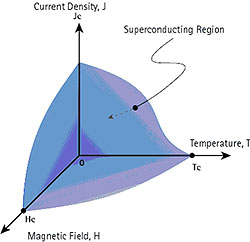 Current Density, J
Jc
Superconducting Region
Temperature, T
Tc
0
Hc
Magnetic Field, H